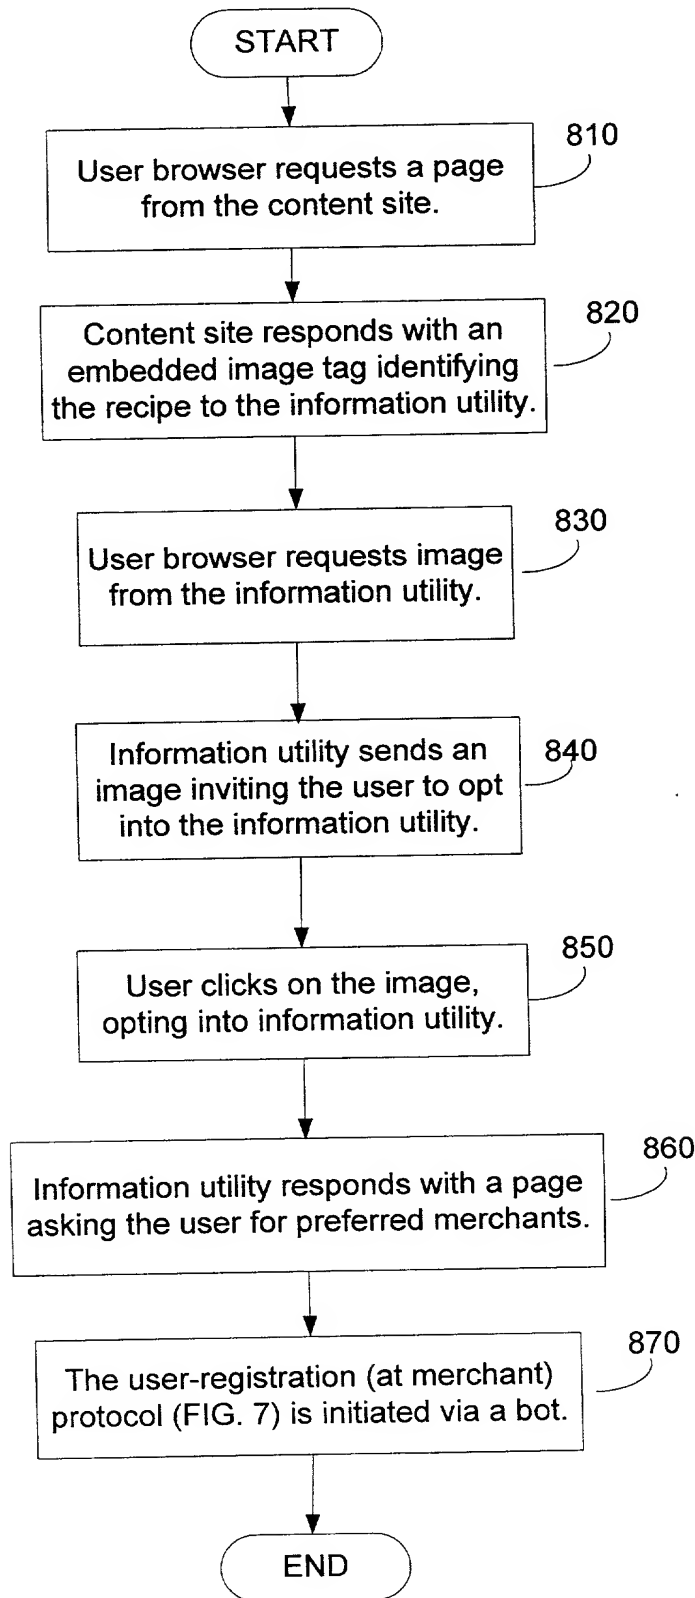 START
810
User browser requests a page
from the content site.
820
Content site responds with an
embedded image tag identifying
the recipe to the information utility.
830
User browser requests image
from the information utility.
840
Information utility sends an
image inviting the user to opt
into the information utility.
850
User clicks on the image,
opting into information utility.
860
Information utility responds with a page
asking the user for preferred merchants.
870
The user-registration (at merchant)
protocol (FIG. 7) is initiated via a bot.
END